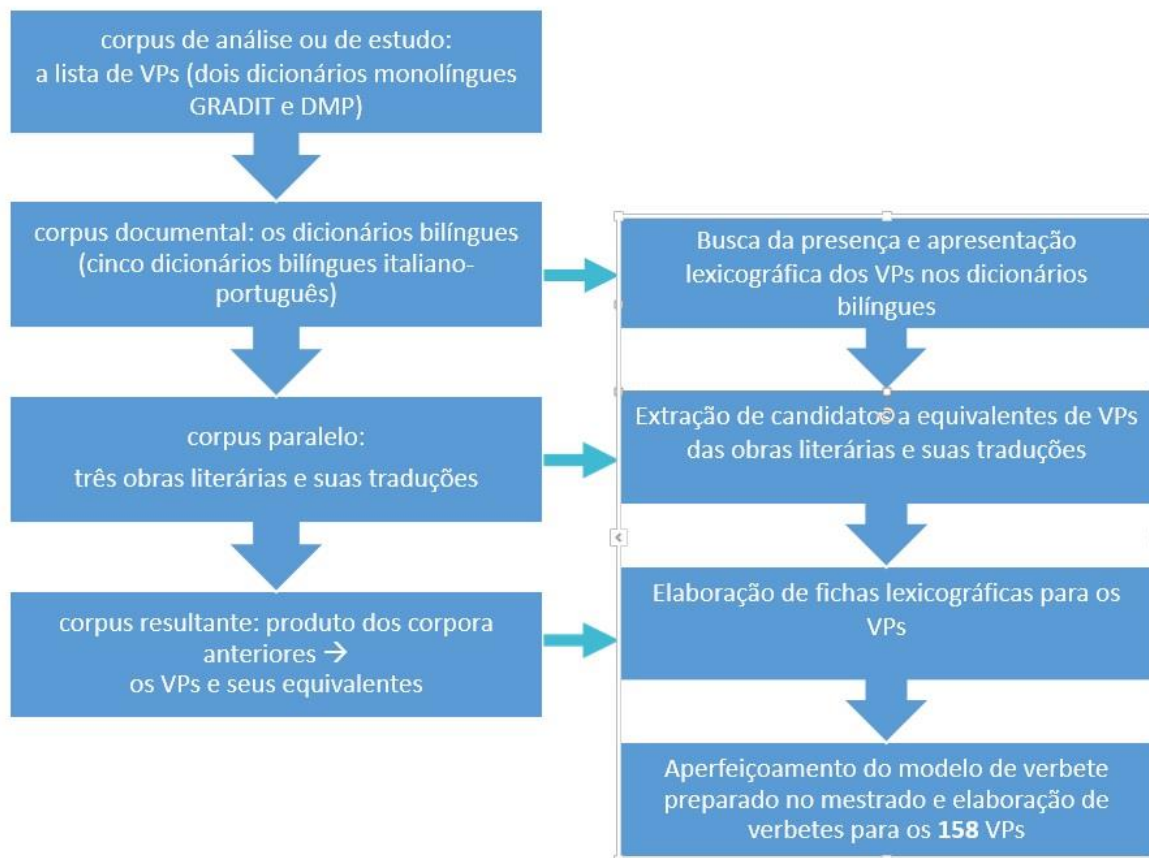 corpus de análise ou de estudo:
a lista de VPs (dois dicionários monolíngues
GRADIT e DMP)
corpus documental: os dicionários bilíngues
(cinco dicionários bilíngues italiano-
português)
corpus paralelo:
três obras literárias e suas traduções
corpus resultante: produto dos corpora
anteriores →
os VPs e seus equivalentes
Busca da presença e apresentação
lexicográfica dos VPs nos dicionários
bilíngues
Extração de candidatos a equivalentes de VPs
das obras literárias e suas traduções
Elaboração de fichas lexicográficas para os
VPs
Aperfeiçoamento do modelo de verbete
preparado no mestrado e elaboração de
verbetes para os 158 VPs